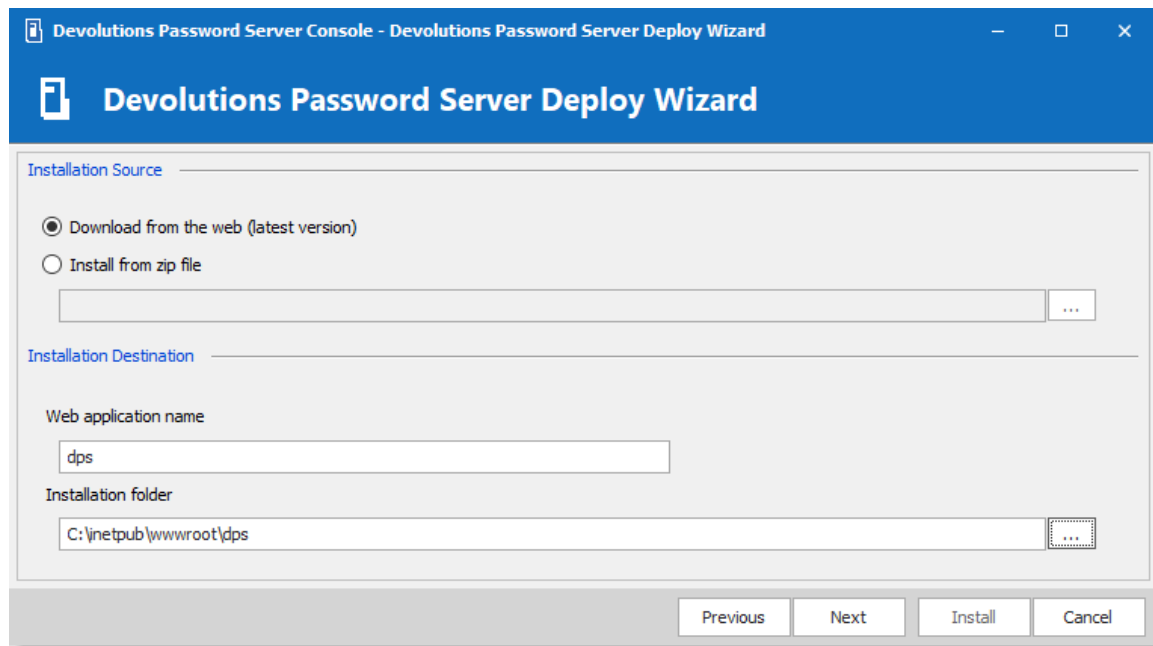 Devolutions Password Server Console - Devolutions Password Server Deploy Wizard
Devolutions Password Server Deploy Wizard
Installation Source
Download from the web (latest version)
Install from zip file
...
Installation Destination
Web application name
dps
Installation folder
C:\inetpub\wwwroot\dps ...
Previous Next Install Cancel